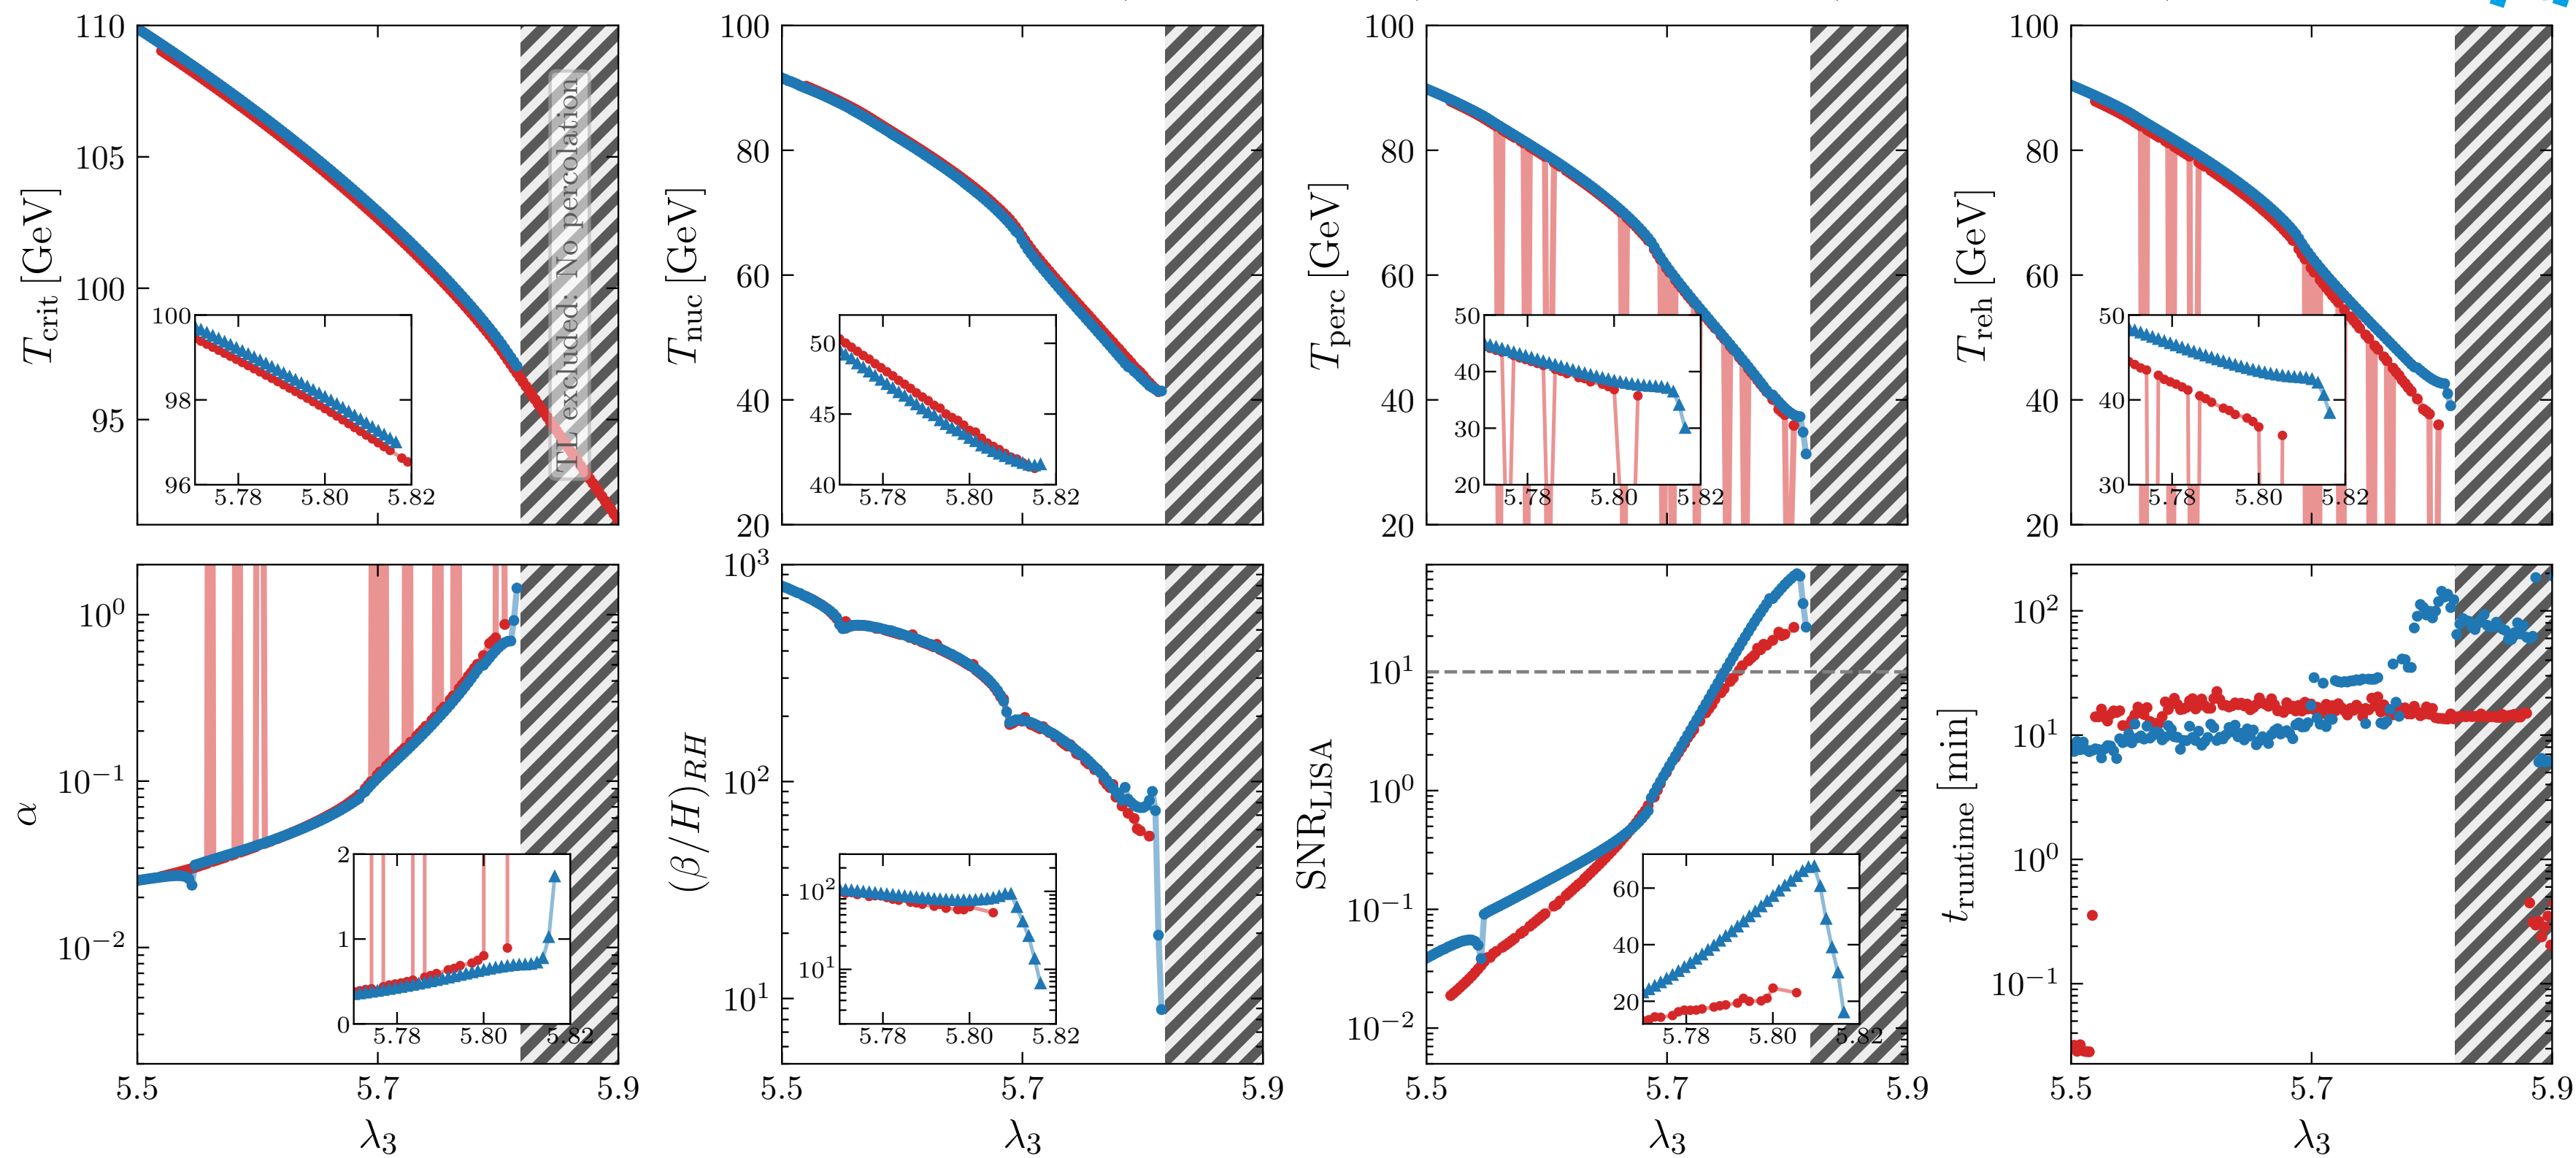 110
105
100
95
T_crit [GeV]
100
98
96
5.78 5.80 5.82
TL excluded: No percolation
100
80
60
40
20
T_nuc [GeV]
50
45
40
5.78 5.80 5.82
100
80
60
40
20
T_perc [GeV]
50
40
30
20
5.78 5.80 5.82
100
80
60
40
20
T_reh [GeV]
50
40
30
5.78 5.80 5.82
10^0
10^−1
10^−2
α
2
1
0
5.78 5.80 5.82
5.5 5.7 5.9
λ_3
10^3
10^2
10^1
(β/H)_RH
10^2
10^1
5.78 5.80 5.82
5.5 5.7 5.9
λ_3
10^1
10^0
10^−1
10^−2
SNR_LISA
60
40
20
5.78 5.80 5.82
5.5 5.7 5.9
λ_3
10^2
10^1
10^0
10^−1
t_runtime [min]
5.5 5.7 5.9
λ_3